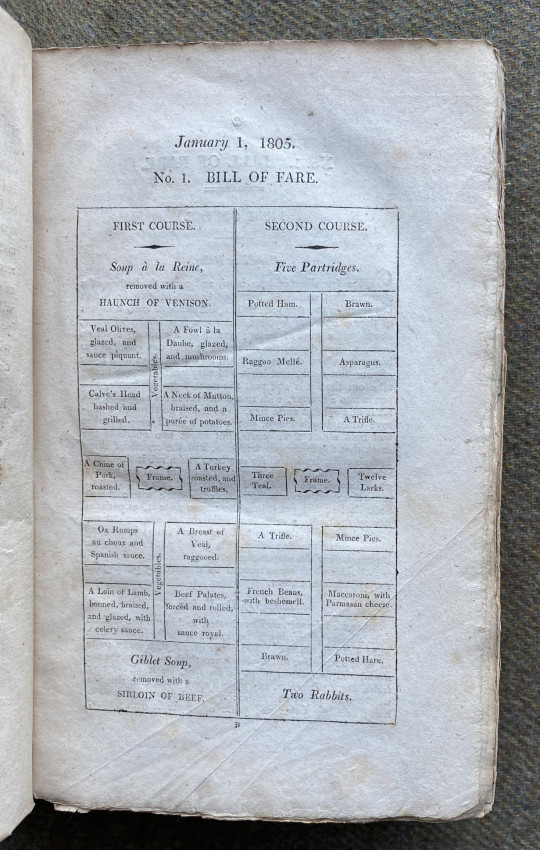 January 1, 1805.
No. 1. BILL OF FARE.
FIRST COURSE.
Soup à la Reine,
removed with a
HAUNCH OF VENISON.
Veal Olives,
glazed, and
sauce piquant.
Vegetables.
A Fowl à la
Daube, glazed,
and mushrooms.
Calve's Head
hashed and
grilled.
A Neck of Mutton,
braised, and a
purée of potatoes.
A Chine of
Pork,
roasted.
Frame.
A Turkey
roasted, and
truffles.
Ox Rumps
au choux and
Spanish sauce.
Vegetables.
A Breast of
Veal,
raggooed.
A Loin of Lamb,
bonned, braised,
and glazed, with
celery sauce.
Beef Palates,
forced and rolled,
with
sauce royal.
Giblet Soup,
removed with a
SIRLOIN OF BEEF.
SECOND COURSE.
Five Partridges.
Potted Ham.
Brawn.
Raggoo Mellé.
Asparagus.
Mince Pies.
A Trifle.
Three
Teal.
Frame.
Twelve
Larks.
A Trifle.
Mince Pies.
French Beans,
with beshemell.
Maccaroni, with
Parmasan cheese.
Brawn.
Potted Hare.
Two Rabbits.
B